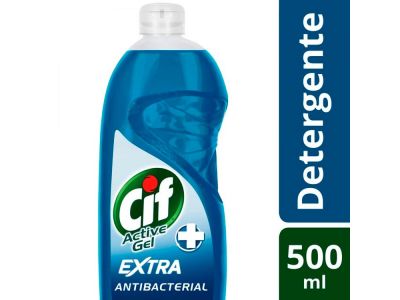 Cif
Active
Gel
EXTRA
ANTIBACTERIAL
Detergente
500
ml